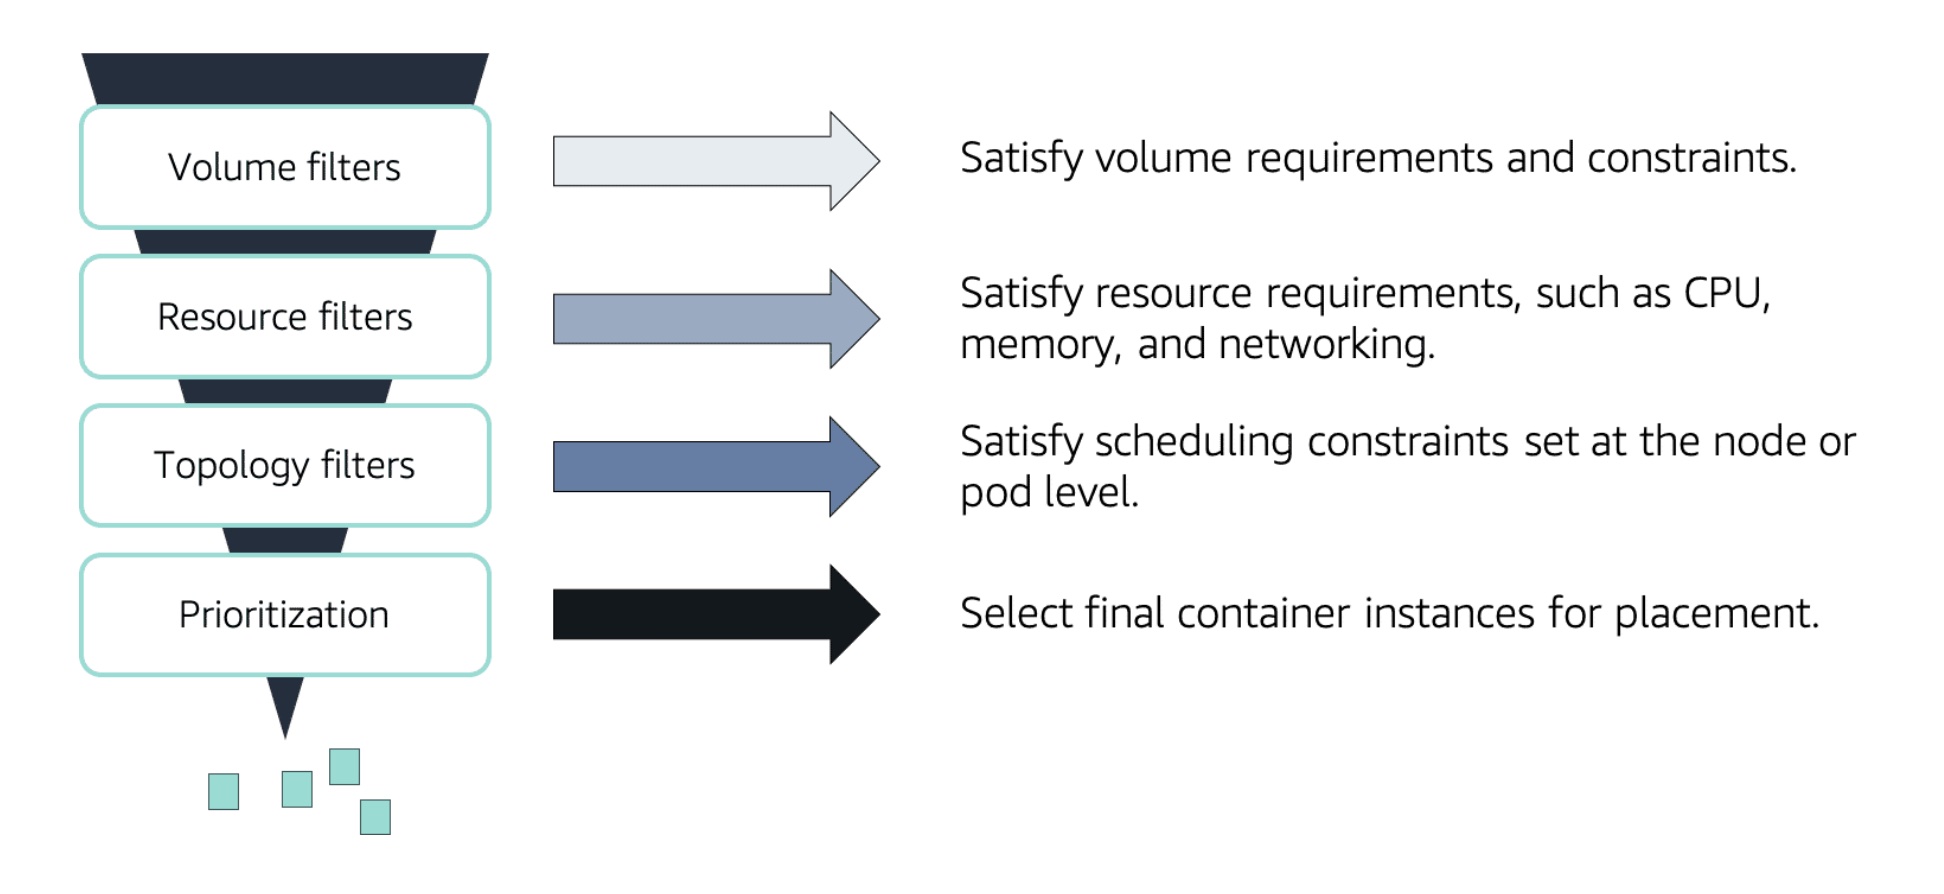 Volume filters
Satisfy volume requirements and constraints.
Resource filters
Satisfy resource requirements, such as CPU,
memory, and networking.
Topology filters
Satisfy scheduling constraints set at the node or
pod level.
Prioritization
Select final container instances for placement.